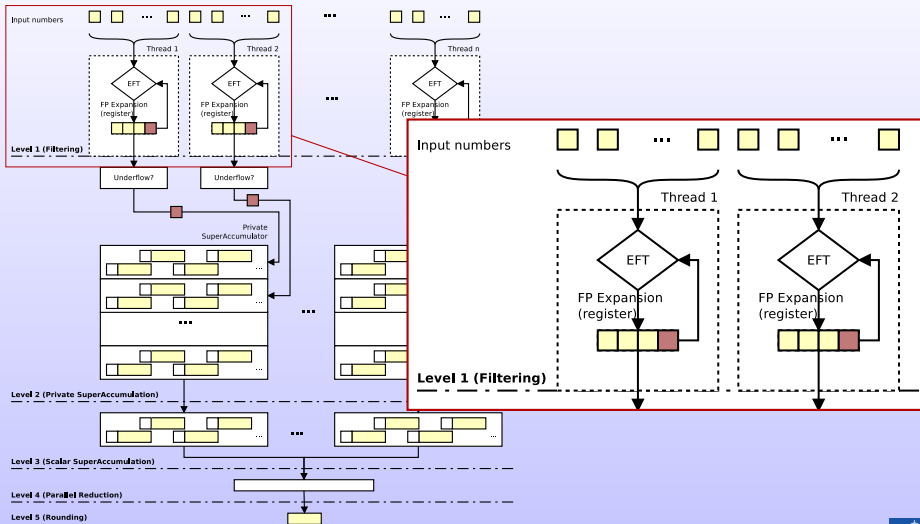 Input numbers
...
...
...
Thread 1
Thread 2
Thread n
...
EFT
EFT
EFT
FP Expansion
(register)
FP Expansion
(register)
FP Expansion
(register)
Level 1 (Filtering)
Underflow?
Underflow?
Private
SuperAccumulator
...
...
...
...
...
Level 2 (Private SuperAccumulation)
...
...
...
Level 3 (Scalar SuperAccumulation)
Level 4 (Parallel Reduction)
Level 5 (Rounding)
Input numbers
...
...
Thread 1
Thread 2
EFT
EFT
FP Expansion
(register)
FP Expansion
(register)
Level 1 (Filtering)